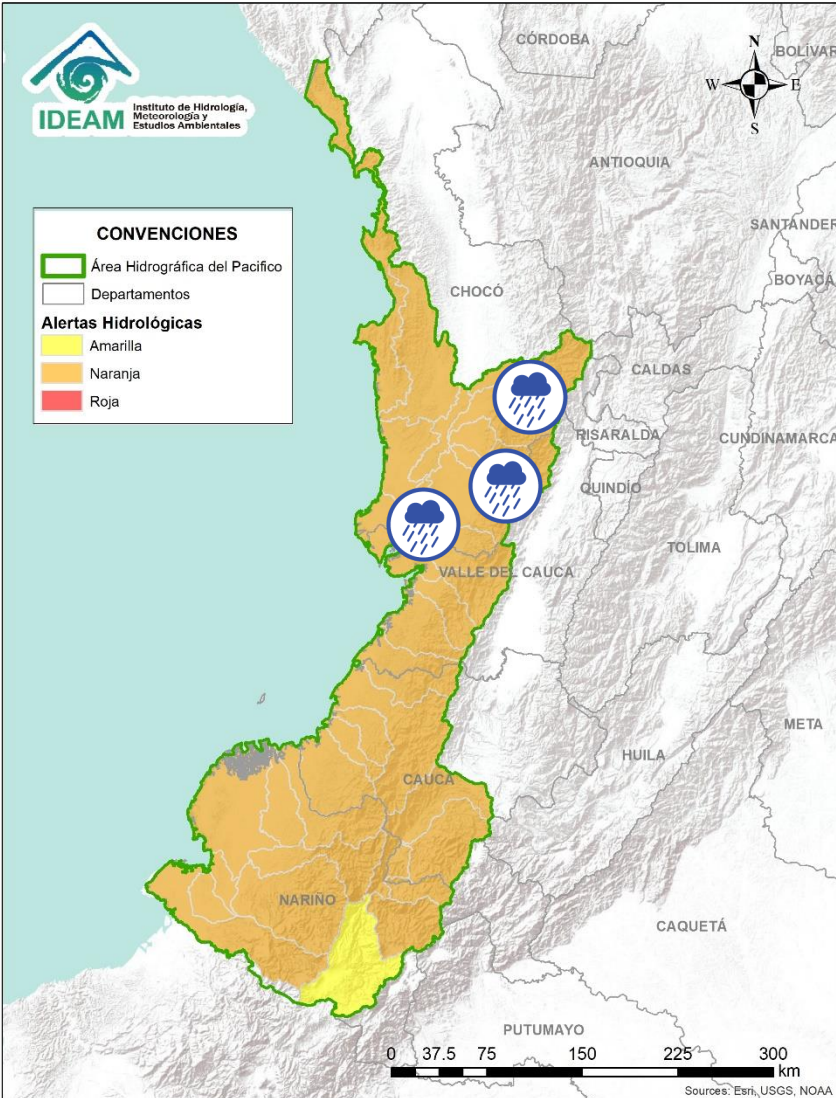 IDEAM
Instituto de Hidrología,
Meteorología y
Estudios Ambientales
CONVENCIONES
Área Hidrográfica del Pacifico
Departamentos
Alertas Hidrológicas
Amarilla
Naranja
Roja
N
W
E
S
CÓRDOBA
BOLÍVAR
ANTIOQUIA
SANTANDER
BOYACÁ
CHOCÓ
CALDAS
RISARALDA
CUNDINAMARCA
QUINDÍO
TOLIMA
VALLE DEL CAUCA
META
HUILA
CAUCA
NARIÑO
CAQUETÁ
PUTUMAYO
0 37.5 75 150 225 300
km
Sources: Esri, USGS, NOAA